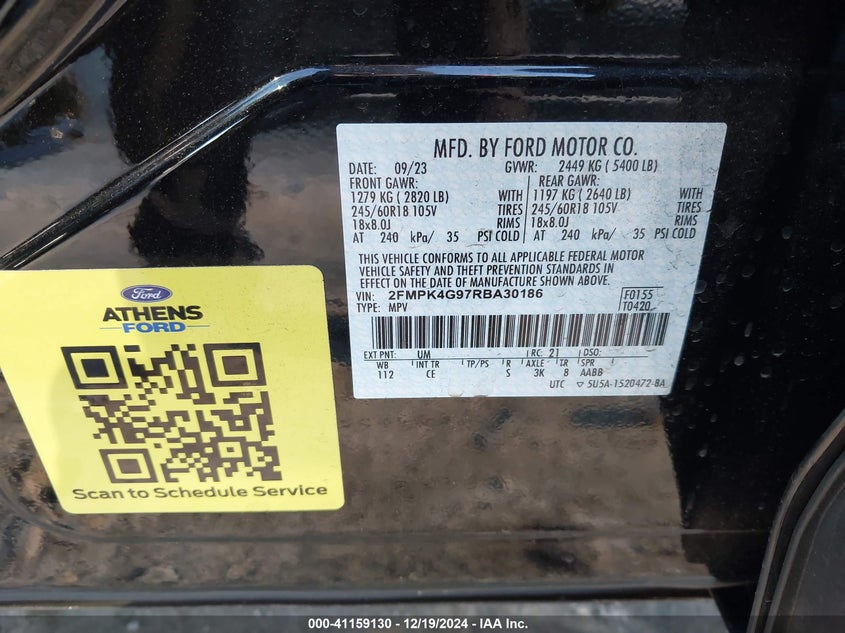 MFD. BY FORD MOTOR CO.
DATE: 09/23 GVWR: 2449 KG ( 5400 LB)
FRONT GAWR: REAR GAWR:
1279 KG ( 2820 LB) WITH 1197 KG ( 2640 LB) WITH
245/60R18 105V TIRES 245/60R18 105V TIRES
18x8.0J RIMS 18x8.0J RIMS
AT 240 kPa/ 35 PSI COLD AT 240 kPa/ 35 PSI COLD
THIS VEHICLE CONFORMS TO ALL APPLICABLE FEDERAL MOTOR
VEHICLE SAFETY AND THEFT PREVENTION STANDARDS IN
EFFECT ON THE DATE OF MANUFACTURE SHOWN ABOVE.
VIN: 2FMPK4G97RBA30186 F0155
TYPE: MPV T0420
EXT PNT: UM RC: 21 DSO:
WB INT TR TP/PS R AXLE TR SPR
112 CE S 3K 8 AABB
UTC ▽ 5U5A-1520472-BA
Ford
ATHENS
FORD
Scan to Schedule Service
000-41159130 - 12/19/2024 - IAA Inc.